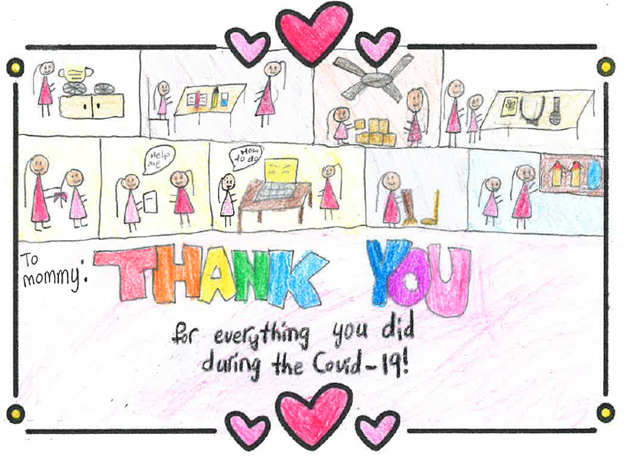 Help
me
How
to do
To
mommy:
THANK YOU
for everything you did
during the Covid-19!